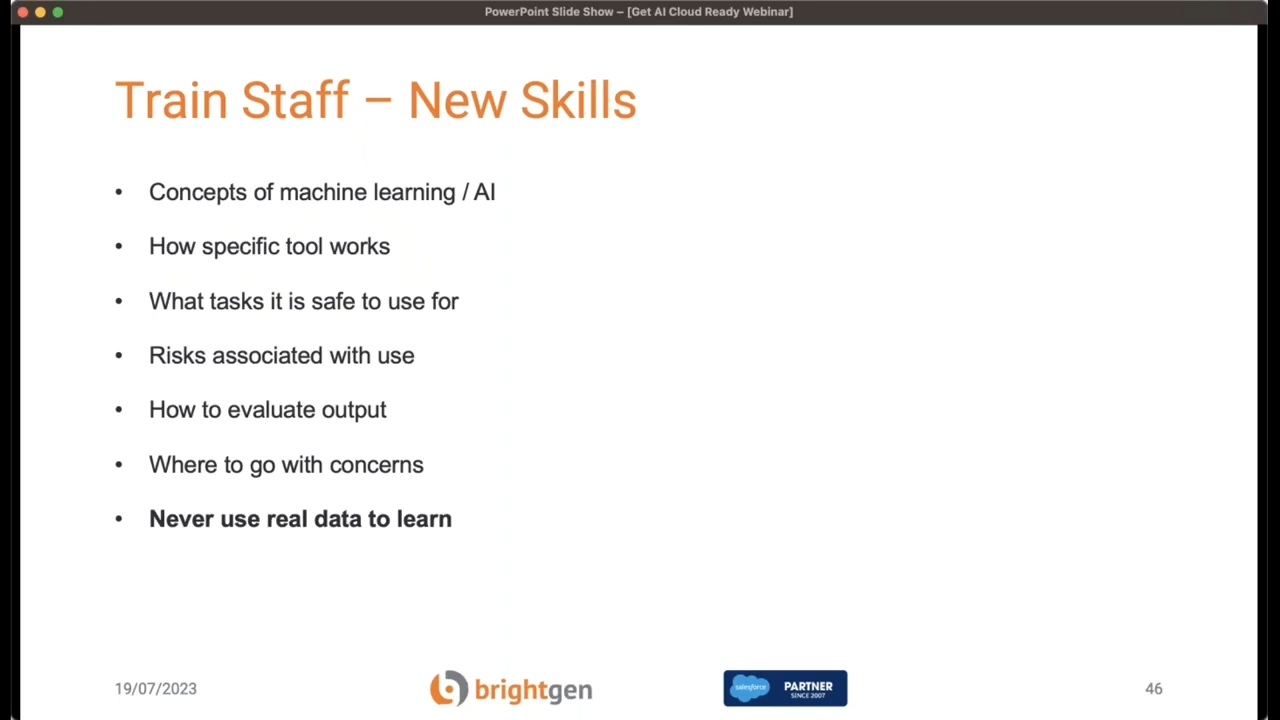 PowerPoint Slide Show – [Get AI Cloud Ready Webinar]
Train Staff – New Skills
• Concepts of machine learning / AI
• How specific tool works
• What tasks it is safe to use for
• Risks associated with use
• How to evaluate output
• Where to go with concerns
• Never use real data to learn
19/07/2023
brightgen
salesforce
PARTNER
SINCE 2007
46